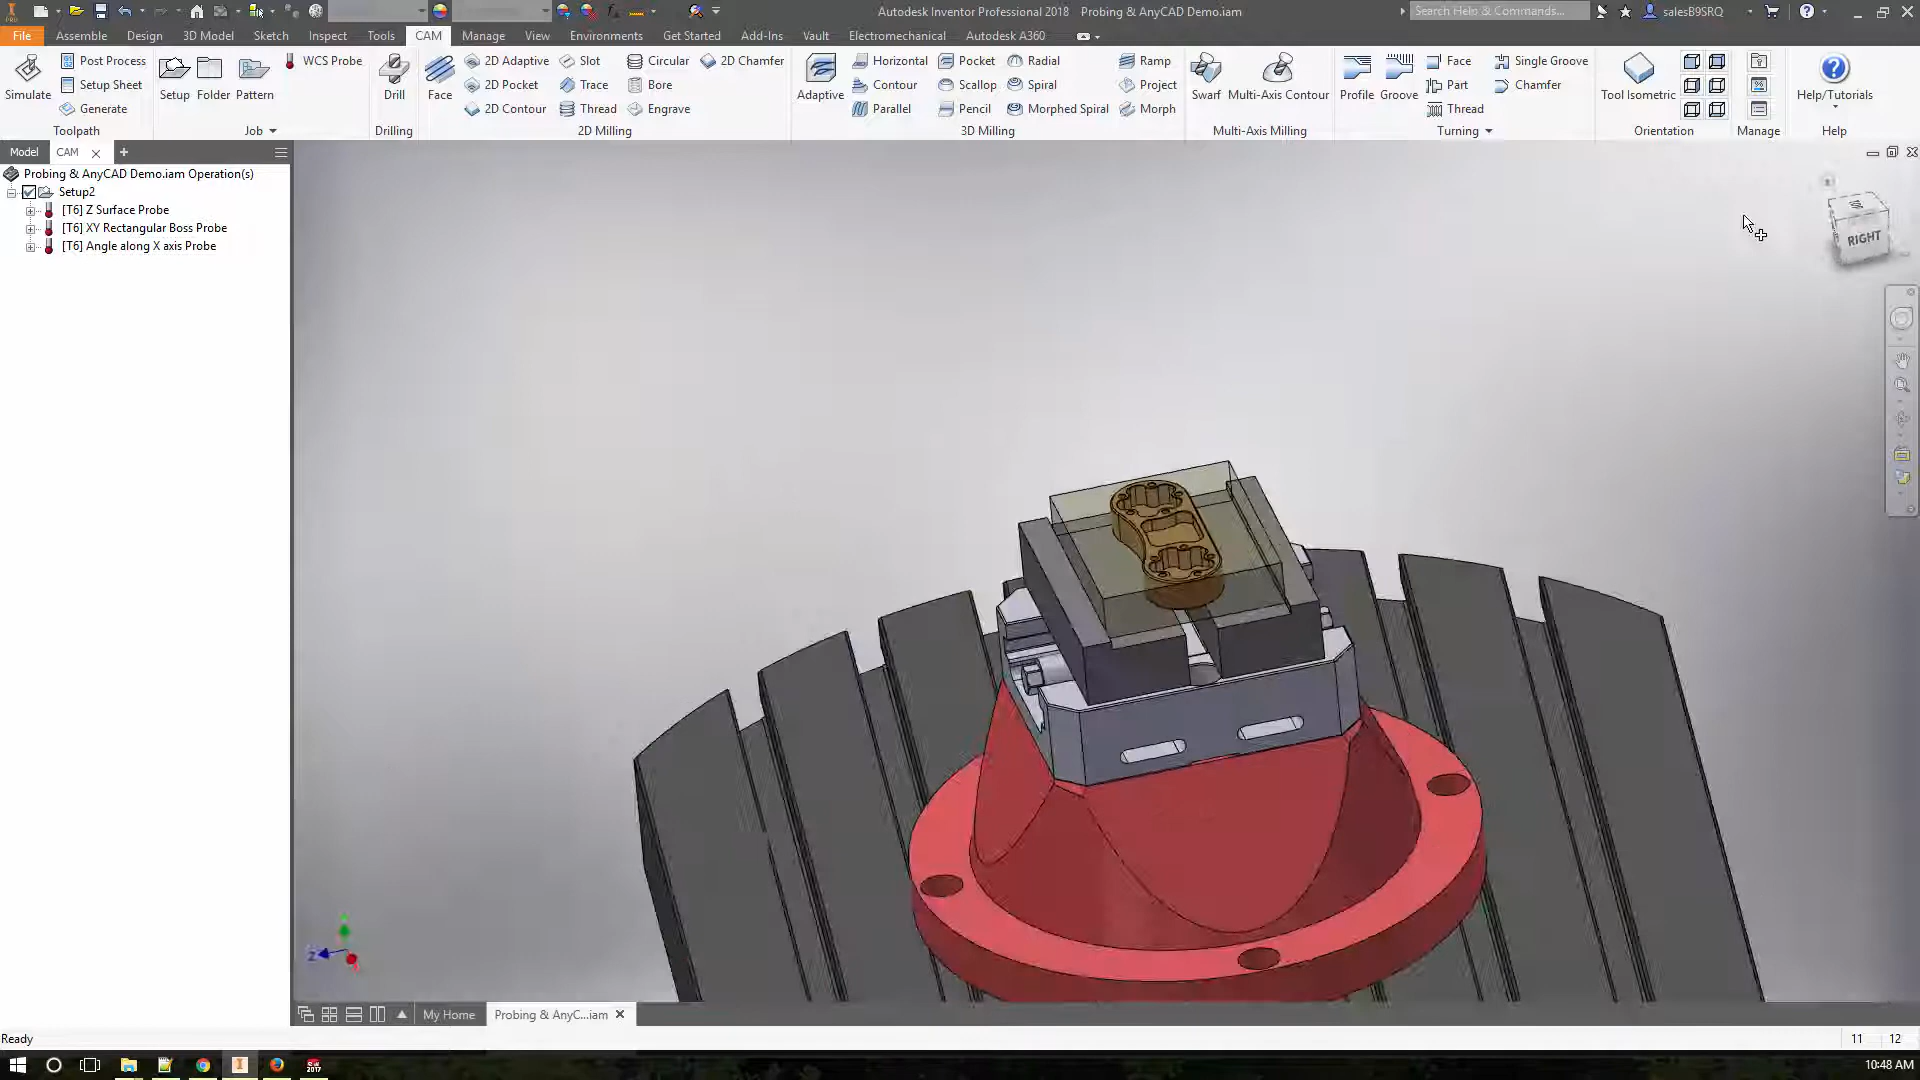 Autodesk Inventor Professional 2018 Probing & AnyCAD Demo.iam
Search Help & Commands...
salesB9SRQ
File Assemble Design 3D Model Sketch Inspect Tools CAM Manage View Environments Get Started Add-Ins Vault Electromechanical Autodesk A360
Simulate
Post Process
Setup Sheet
Generate
Toolpath
Setup
Folder
Pattern
WCS Probe
Job
Drill
Drilling
Face
2D Adaptive
2D Pocket
2D Contour
Slot
Trace
Thread
Circular
Bore
Engrave
2D Chamfer
2D Milling
Adaptive
Horizontal
Contour
Parallel
Pocket
Scallop
Pencil
Radial
Spiral
Morphed Spiral
Ramp
Project
Morph
3D Milling
Swarf
Multi-Axis Contour
Multi-Axis Milling
Profile
Groove
Face
Part
Thread
Single Groove
Chamfer
Turning
Tool Isometric
Orientation
Manage
Help/Tutorials
Help
Model CAM
Probing & AnyCAD Demo.iam Operation(s)
Setup2
[T6] Z Surface Probe
[T6] XY Rectangular Boss Probe
[T6] Angle along X axis Probe
RIGHT
Z
My Home
Probing & AnyC...iam
Ready
11 12
10:48 AM